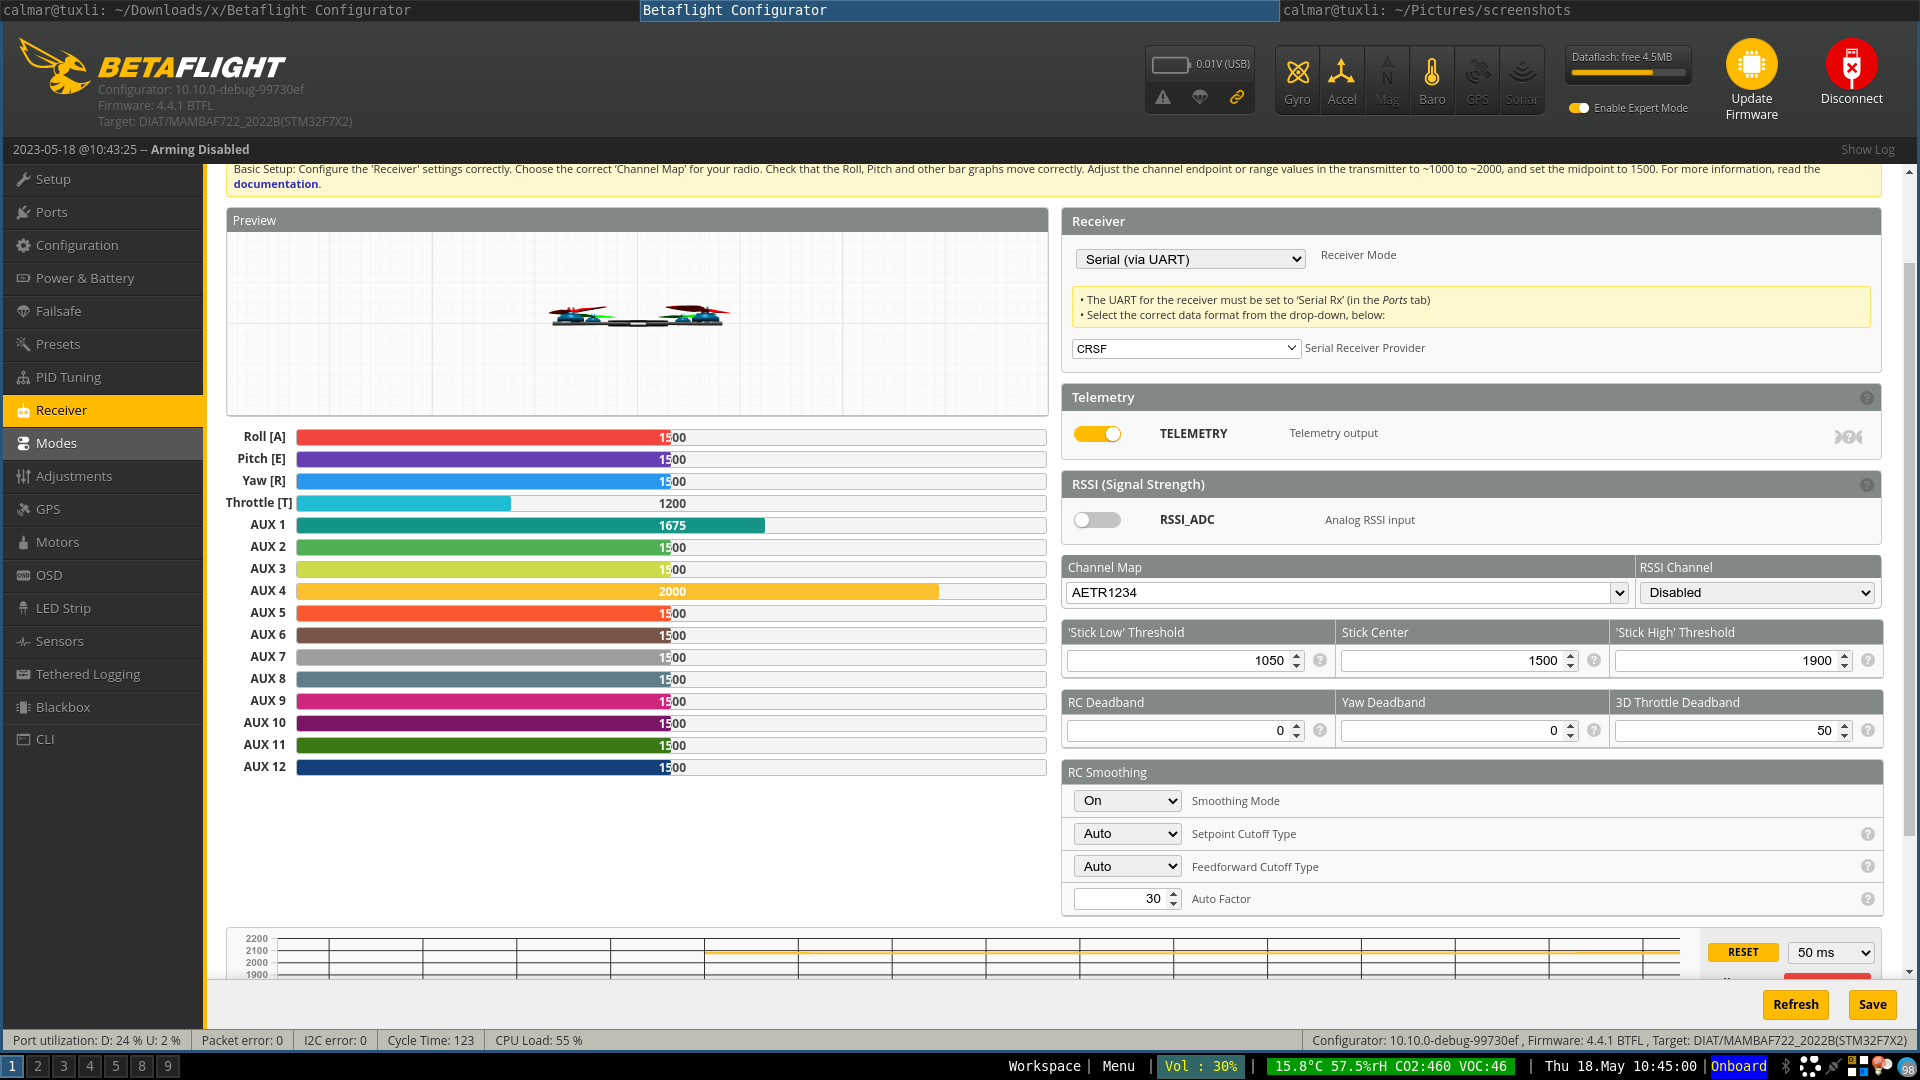 calmar@tuxli: ~/Downloads/x/Betaflight Configurator
Betaflight Configurator
calmar@tuxli: ~/Pictures/screenshots
BETAFLIGHT
Configurator: 10.10.0-debug-99730ef
Firmware: 4.4.1 BTFL
Target: DIAT/MAMBAF722_2022B(STM32F7X2)
0.01V (USB)
Gyro
Accel
Mag
Baro
GPS
Sonar
Dataflash: free 4.5MB
Enable Expert Mode
Update
Firmware
Disconnect
2023-05-18 @10:43:25 -- Arming Disabled
Show Log
Setup
Ports
Configuration
Power & Battery
Failsafe
Presets
PID Tuning
Receiver
Modes
Adjustments
GPS
Motors
OSD
LED Strip
Sensors
Tethered Logging
Blackbox
CLI
Basic Setup: Configure the 'Receiver' settings correctly. Choose the correct 'Channel Map' for your radio. Check that the Roll, Pitch and other bar graphs move correctly. Adjust the channel endpoint or range values in the transmitter to ~1000 to ~2000, and set the midpoint to 1500. For more information, read the
documentation.
Preview
Roll [A] 1500
Pitch [E] 1500
Yaw [R] 1500
Throttle [T] 1200
AUX 1 1675
AUX 2 1500
AUX 3 1500
AUX 4 2000
AUX 5 1500
AUX 6 1500
AUX 7 1500
AUX 8 1500
AUX 9 1500
AUX 10 1500
AUX 11 1500
AUX 12 1500
Receiver
Serial (via UART) Receiver Mode
• The UART for the receiver must be set to ‘Serial Rx’ (in the Ports tab)
• Select the correct data format from the drop-down, below:
CRSF Serial Receiver Provider
Telemetry
TELEMETRY Telemetry output
RSSI (Signal Strength)
RSSI_ADC Analog RSSI input
Channel Map RSSI Channel
AETR1234 Disabled
'Stick Low' Threshold Stick Center 'Stick High' Threshold
1050 1500 1900
RC Deadband Yaw Deadband 3D Throttle Deadband
0 0 50
RC Smoothing
On Smoothing Mode
Auto Setpoint Cutoff Type
Auto Feedforward Cutoff Type
30 Auto Factor
2200
2100
2000
1900
RESET 50 ms
Refresh Save
Port utilization: D: 24 % U: 2 % Packet error: 0 I2C error: 0 Cycle Time: 123 CPU Load: 55 % Configurator: 10.10.0-debug-99730ef , Firmware: 4.4.1 BTFL , Target: DIAT/MAMBAF722_2022B(STM32F7X2)
1 2 3 4 5 8 9 Workspace| Menu | Vol : 30% | 15.8°C 57.5%rH CO2:460 VOC:46 | Thu 18.May 10:45:00 |Onboard 98